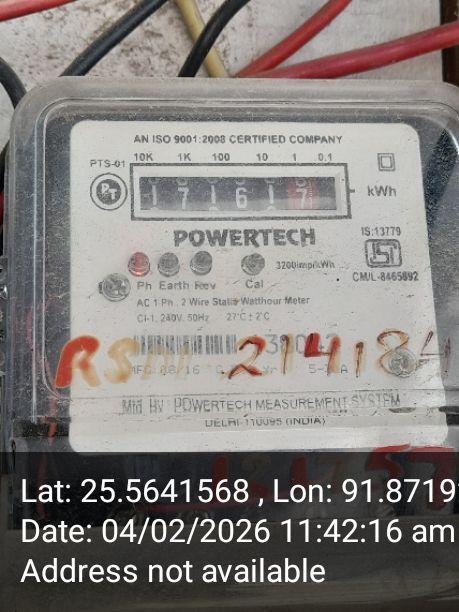 AN ISO 9001:2008 CERTIFIED COMPANY
10K 1K 100 10 1 0.1
PTS-01
PT
7 6 7
kWh
POWERTECH
IS:13779
3200imp/kWh
CM/L-8465892
Ph Earth Rev Cal
AC 1 Ph. 2 Wire Static Watthour Meter
Cl-1, 240V, 50Hz 27°C±2°C
RSM 214184
Mfd. By: POWERTECH MEASUREMENT SYSTEM
DELHI-110095 (INDIA)
Lat: 25.5641568 , Lon: 91.8719
Date: 04/02/2026 11:42:16 am
Address not available